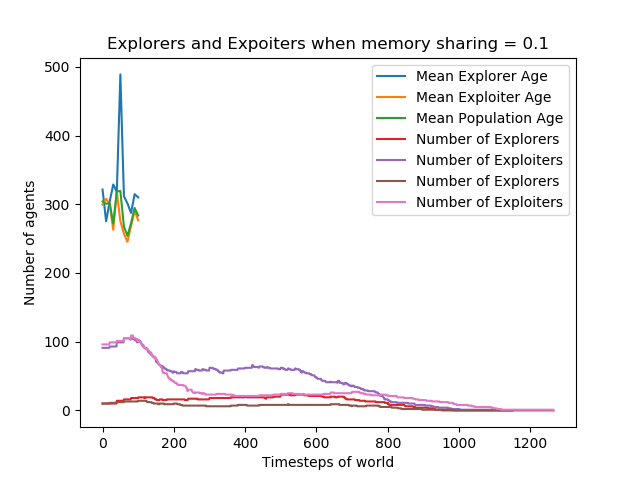 Explorers and Expoiters when memory sharing = 0.1
500
400
300
200
100
0
Number of agents
Mean Explorer Age
Mean Exploiter Age
Mean Population Age
Number of Explorers
Number of Exploiters
Number of Explorers
Number of Exploiters
0 200 400 600 800 1000 1200
Timesteps of world